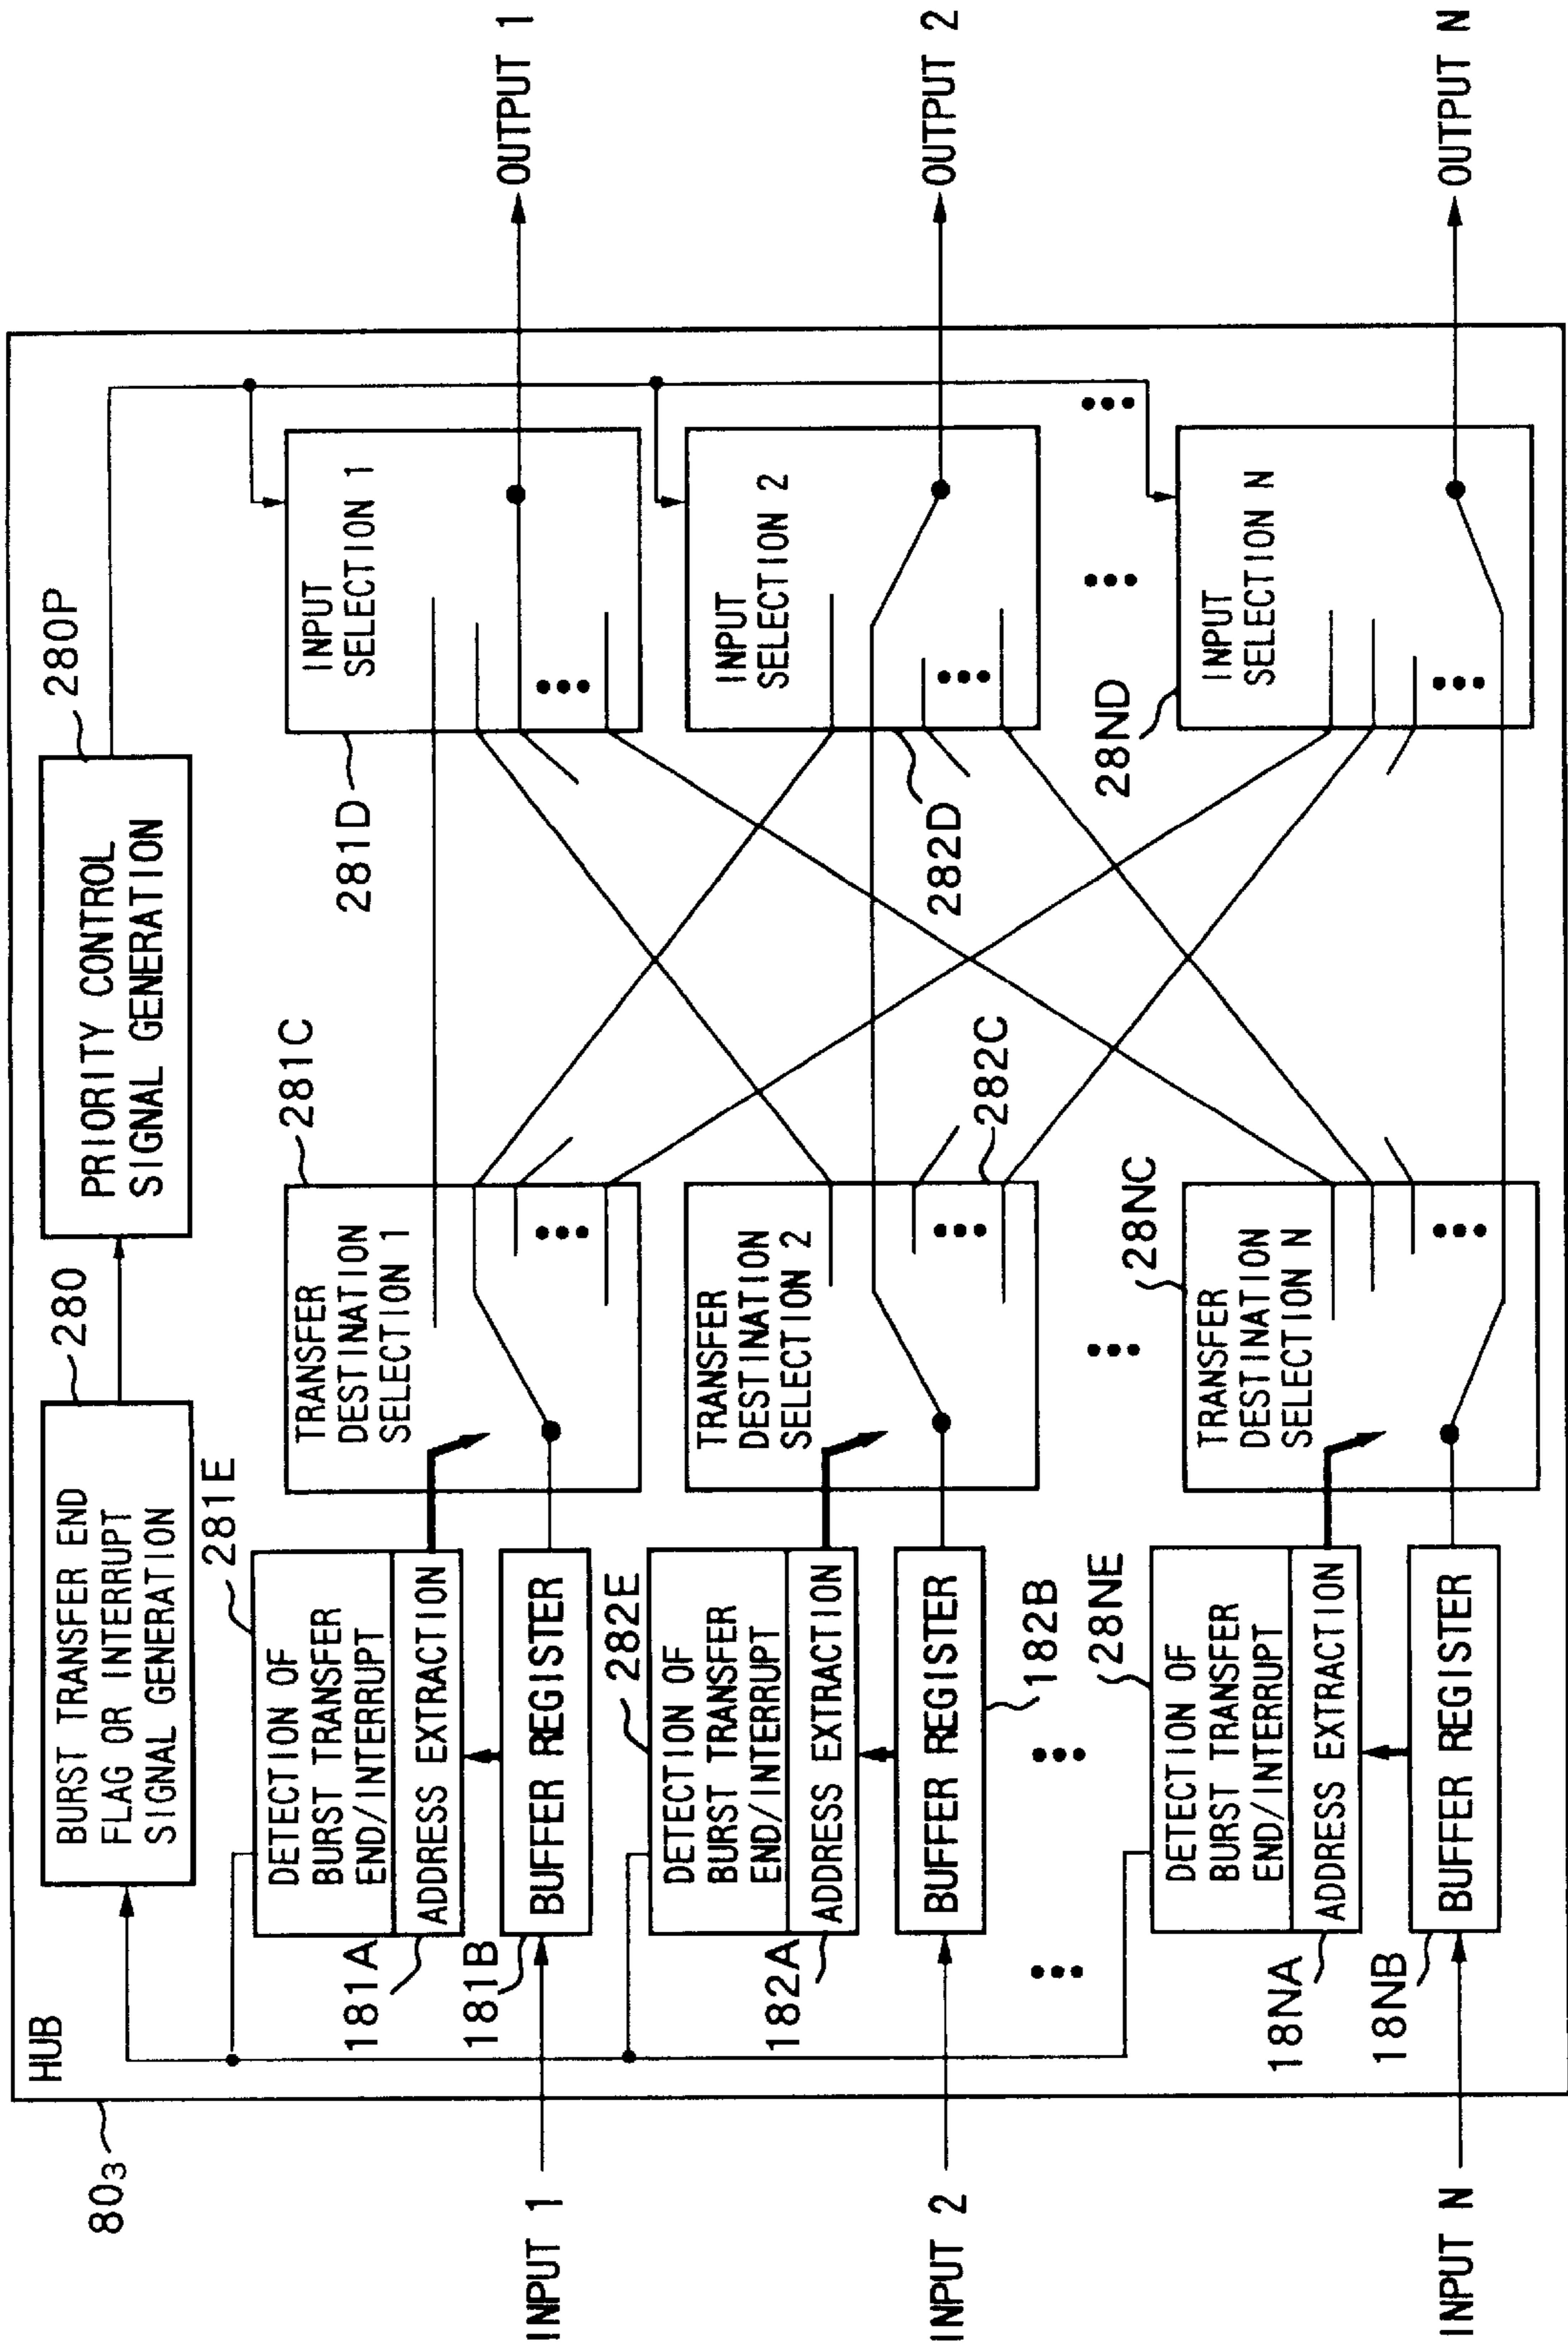 80₃
HUB
BURST TRANSFER END
FLAG OR INTERRUPT
SIGNAL GENERATION
280
PRIORITY CONTROL
SIGNAL GENERATION
280P
DETECTION OF
BURST TRANSFER
END/INTERRUPT
281E
ADDRESS EXTRACTION
181A
BUFFER REGISTER
181B
INPUT 1
TRANSFER
DESTINATION
SELECTION 1
281C
INPUT
SELECTION 1
281D
OUTPUT 1
DETECTION OF
BURST TRANSFER
END/INTERRUPT
282E
ADDRESS EXTRACTION
182A
BUFFER REGISTER
182B
INPUT 2
TRANSFER
DESTINATION
SELECTION 2
282C
INPUT
SELECTION 2
282D
OUTPUT 2
DETECTION OF
BURST TRANSFER
END/INTERRUPT
28NE
ADDRESS EXTRACTION
18NA
BUFFER REGISTER
18NB
INPUT N
TRANSFER
DESTINATION
SELECTION N
28NC
INPUT
SELECTION N
28ND
OUTPUT N